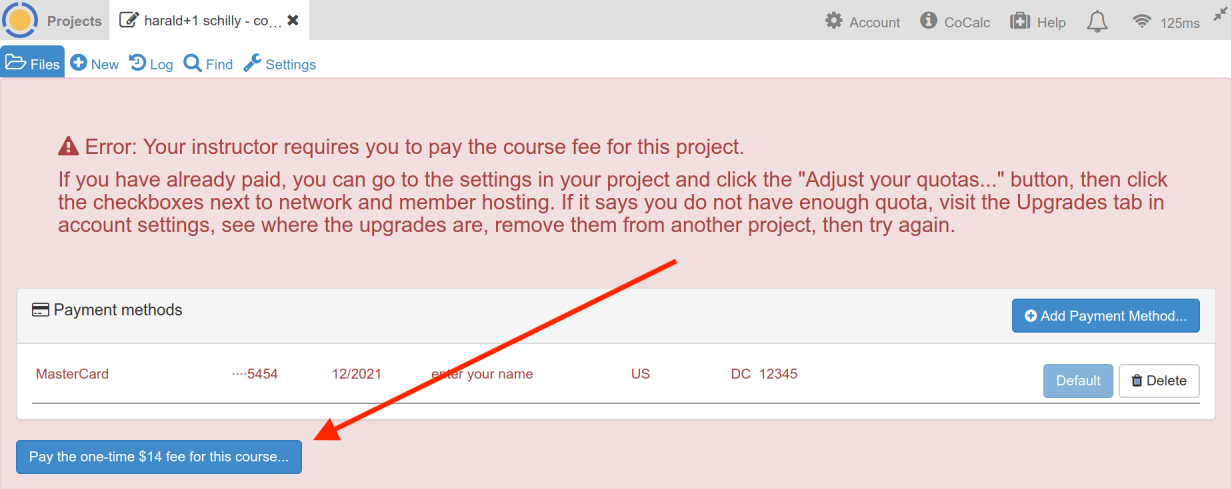 Projects harald+1 schilly - co... Account CoCalc Help 125ms
Files New Log Find Settings
Error: Your instructor requires you to pay the course fee for this project.
If you have already paid, you can go to the settings in your project and click the "Adjust your quotas..." button, then click
the checkboxes next to network and member hosting. If it says you do not have enough quota, visit the Upgrades tab in
account settings, see where the upgrades are, remove them from another project, then try again.
Payment methods Add Payment Method...
MasterCard ····5454 12/2021 enter your name US DC 12345 Default Delete
Pay the one-time $14 fee for this course...